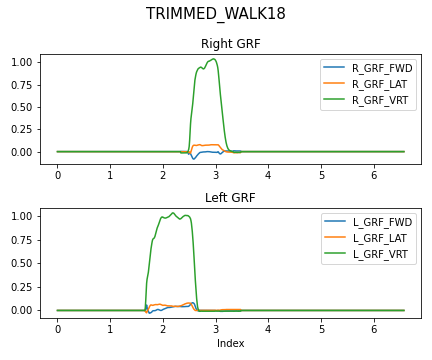 TRIMMED_WALK18
Right GRF
1.00
0.75
0.50
0.25
0.00
R_GRF_FWD
R_GRF_LAT
R_GRF_VRT
0 1 2 3 4 5 6
Left GRF
1.00
0.75
0.50
0.25
0.00
L_GRF_FWD
L_GRF_LAT
L_GRF_VRT
0 1 2 3 4 5 6
Index